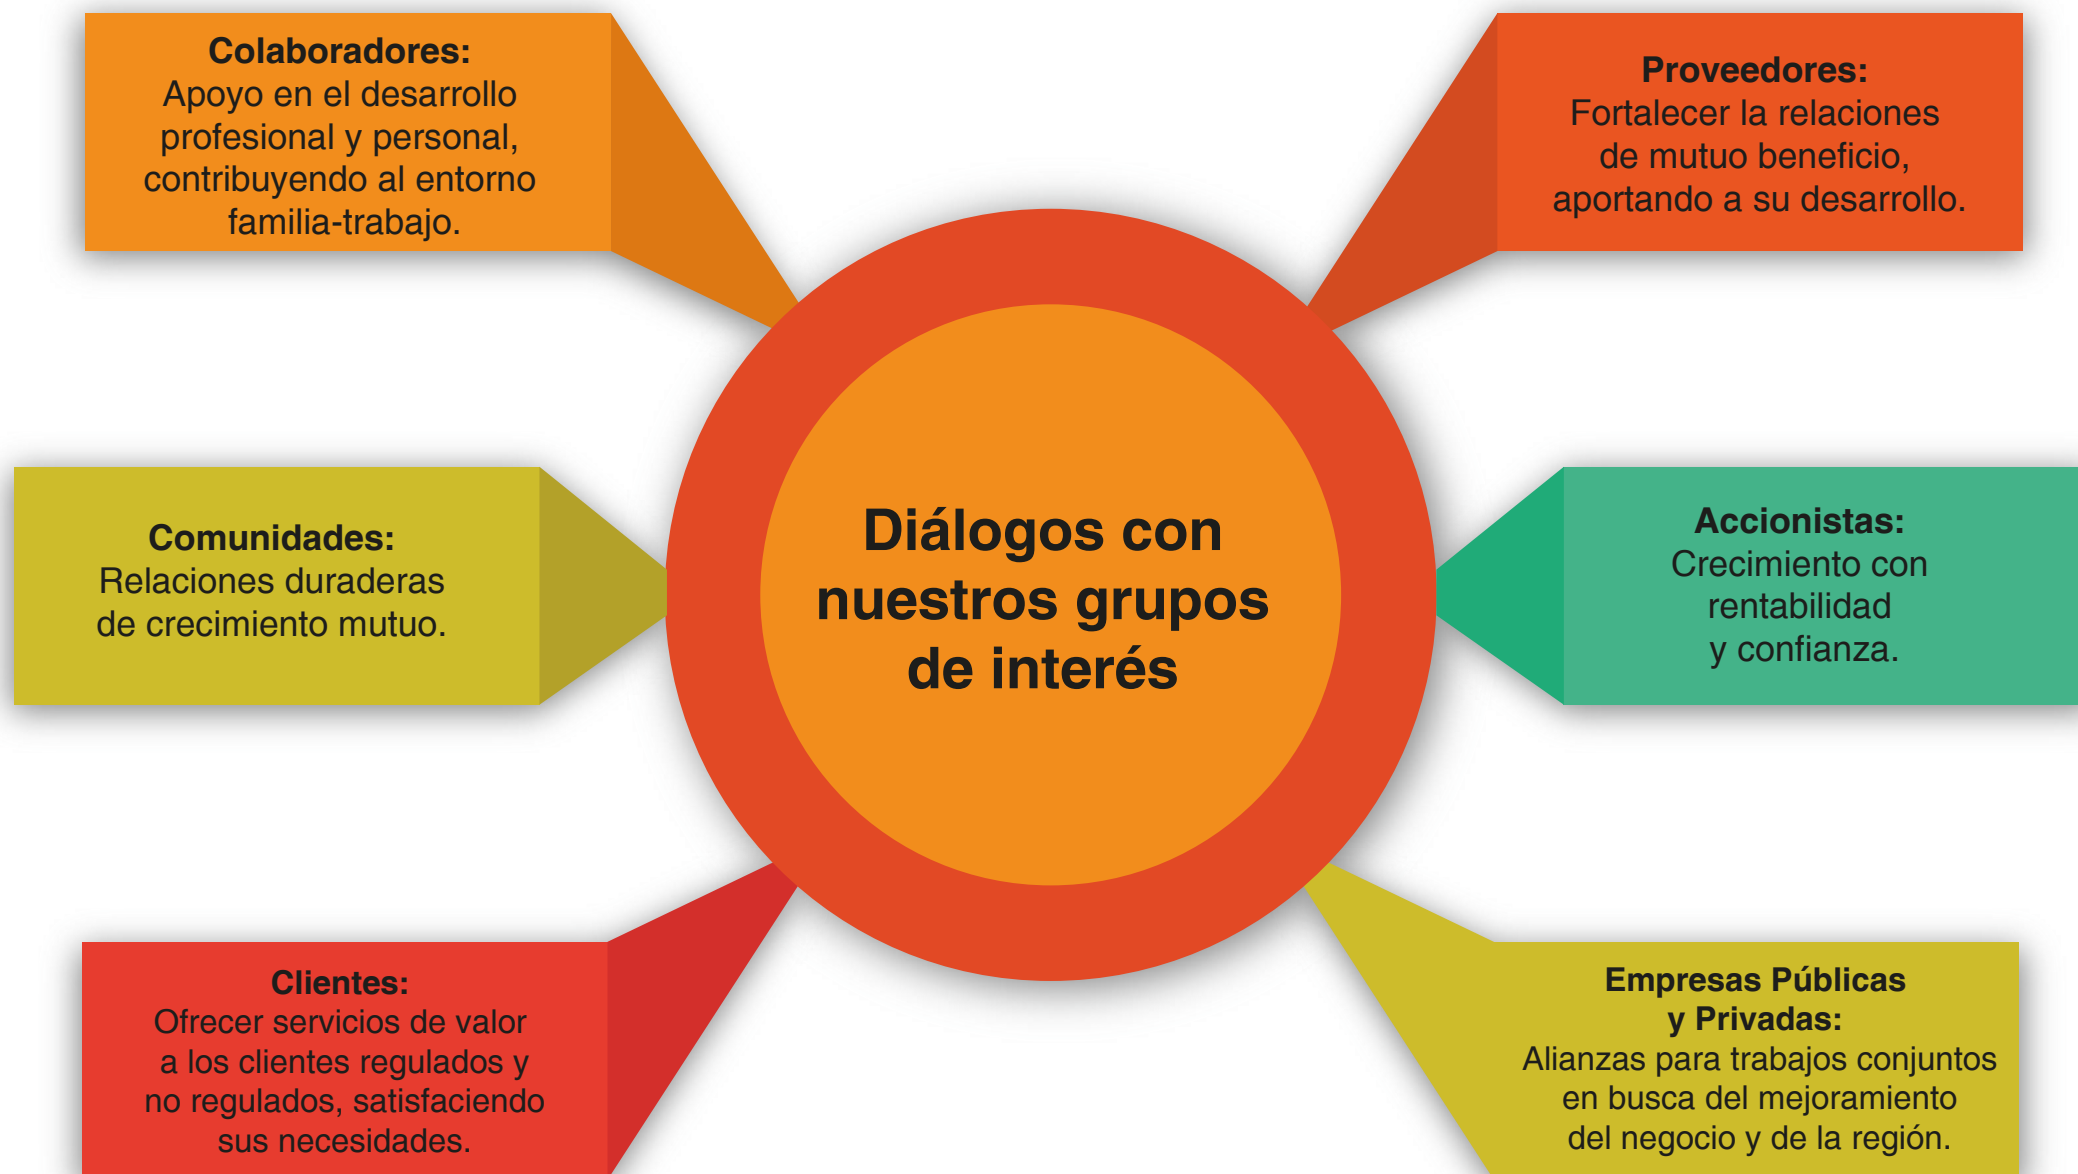 Colaboradores:
Apoyo en el desarrollo
profesional y personal,
contribuyendo al entorno
familia-trabajo.
Proveedores:
Fortalecer la relaciones
de mutuo beneficio,
aportando a su desarrollo.
Comunidades:
Relaciones duraderas
de crecimiento mutuo.
Diálogos con
nuestros grupos
de interés
Accionistas:
Crecimiento con
rentabilidad
y confianza.
Clientes:
Ofrecer servicios de valor
a los clientes regulados y
no regulados, satisfaciendo
sus necesidades.
Empresas Públicas
y Privadas:
Alianzas para trabajos conjuntos
en busca del mejoramiento
del negocio y de la región.